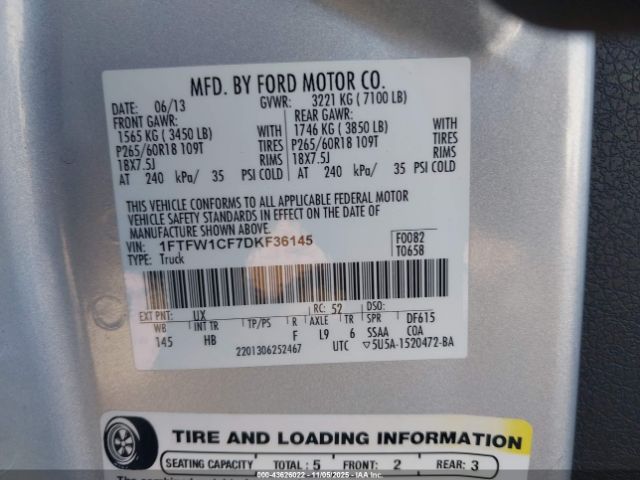 MFD. BY FORD MOTOR CO.
DATE: 06/13 GVWR: 3221 KG (7100 LB)
FRONT GAWR: REAR GAWR:
1565 KG (3450 LB) WITH 1746 KG (3850 LB) WITH
P265/60R18 109T TIRES P265/60R18 109T TIRES
18X7.5J RIMS 18X7.5J RIMS
AT 240 kPa/ 35 PSI COLD AT 240 kPa/ 35 PSI COLD
THIS VEHICLE CONFORMS TO ALL APPLICABLE FEDERAL MOTOR
VEHICLE SAFETY STANDARDS IN EFFECT ON THE DATE OF
MANUFACTURE SHOWN ABOVE.
VIN: 1FTFW1CF7DKF36145 F0082
TYPE: Truck T0658
EXT PNT: UX RC: 52 DSO:
WB INT TR TP/PS R AXLE TR SPR DF615
145 HB F L9 6 SSAA COA
2201306252467 UTC ▽5U5A-1520472-BA
TIRE AND LOADING INFORMATION
SEATING CAPACITY TOTAL : 5 FRONT: 2 REAR: 3
000-43626022 - 11/05/2025 - IAAI.COM